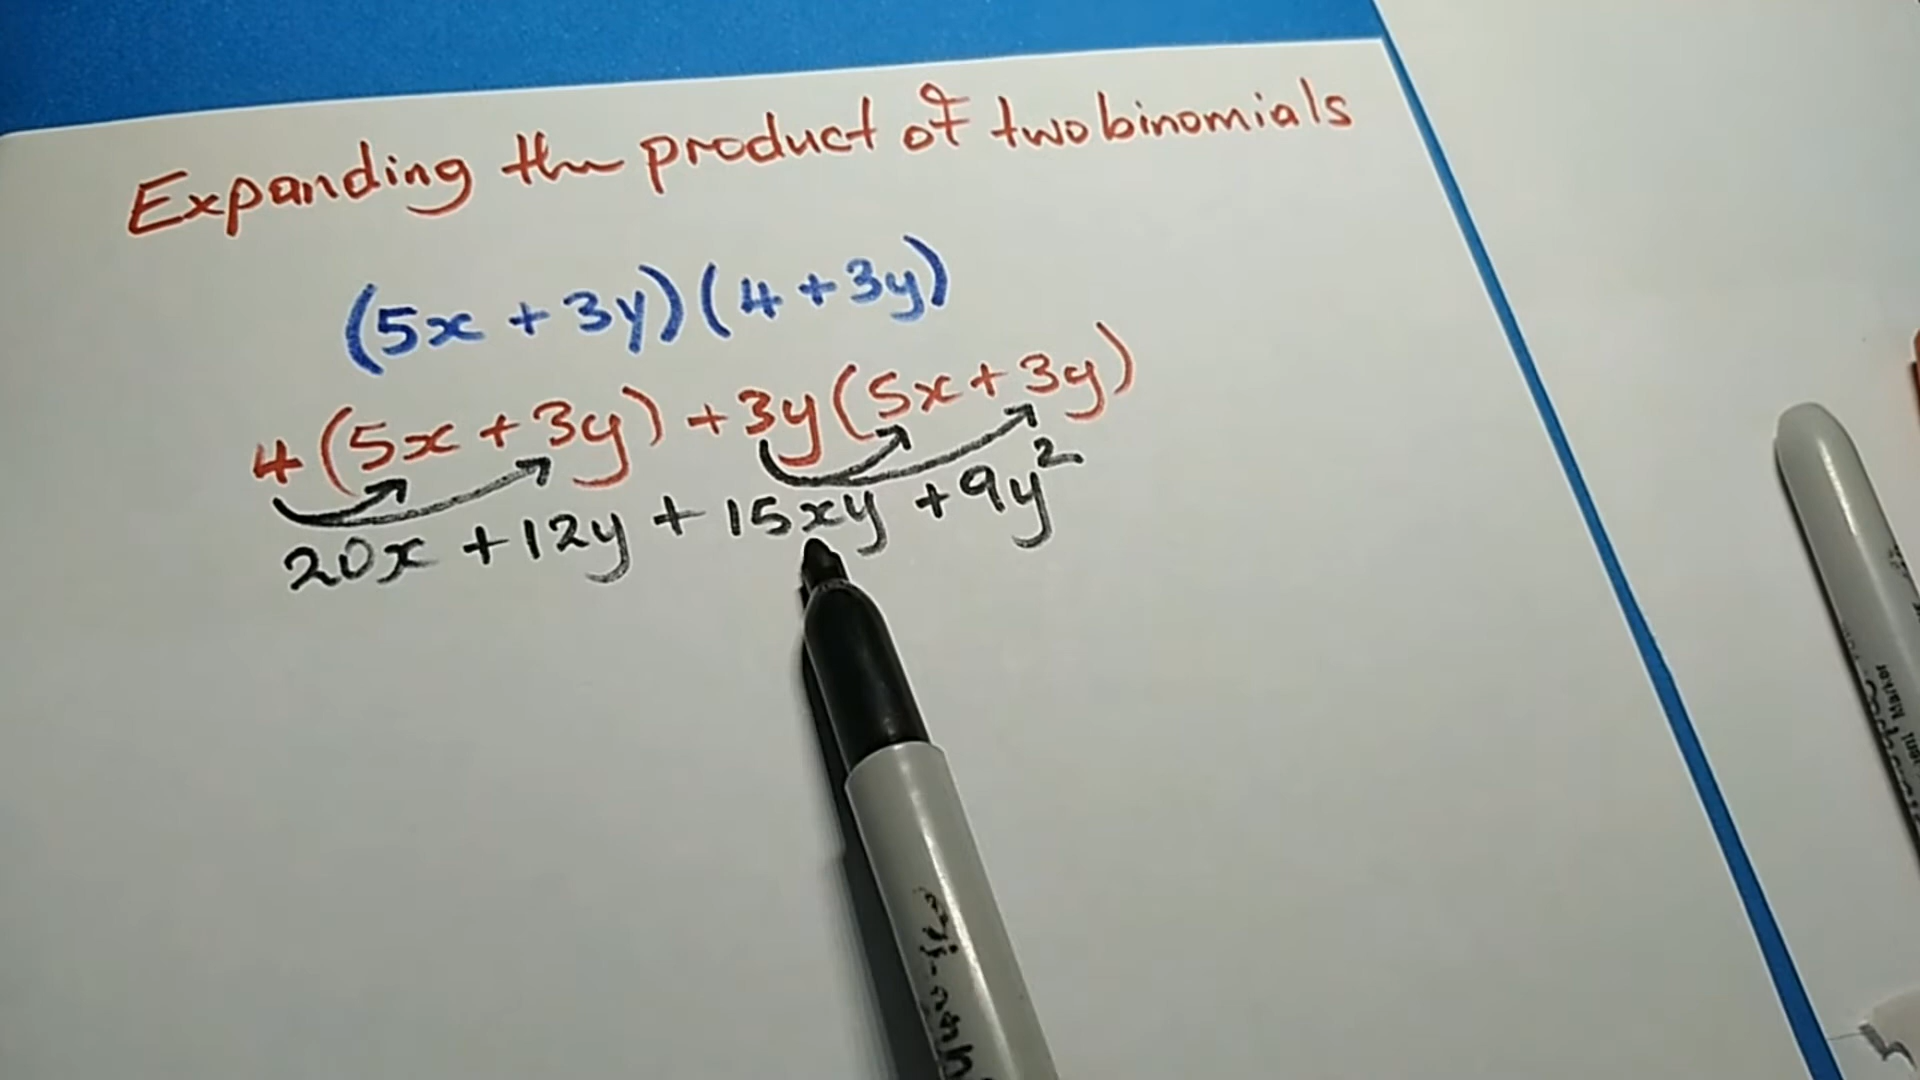 Expanding the product of two binomials
(5x + 3y)(4 + 3y)
4(5x + 3y) + 3y(5x + 3y)
20x + 12y + 15xy + 9y²
Marker